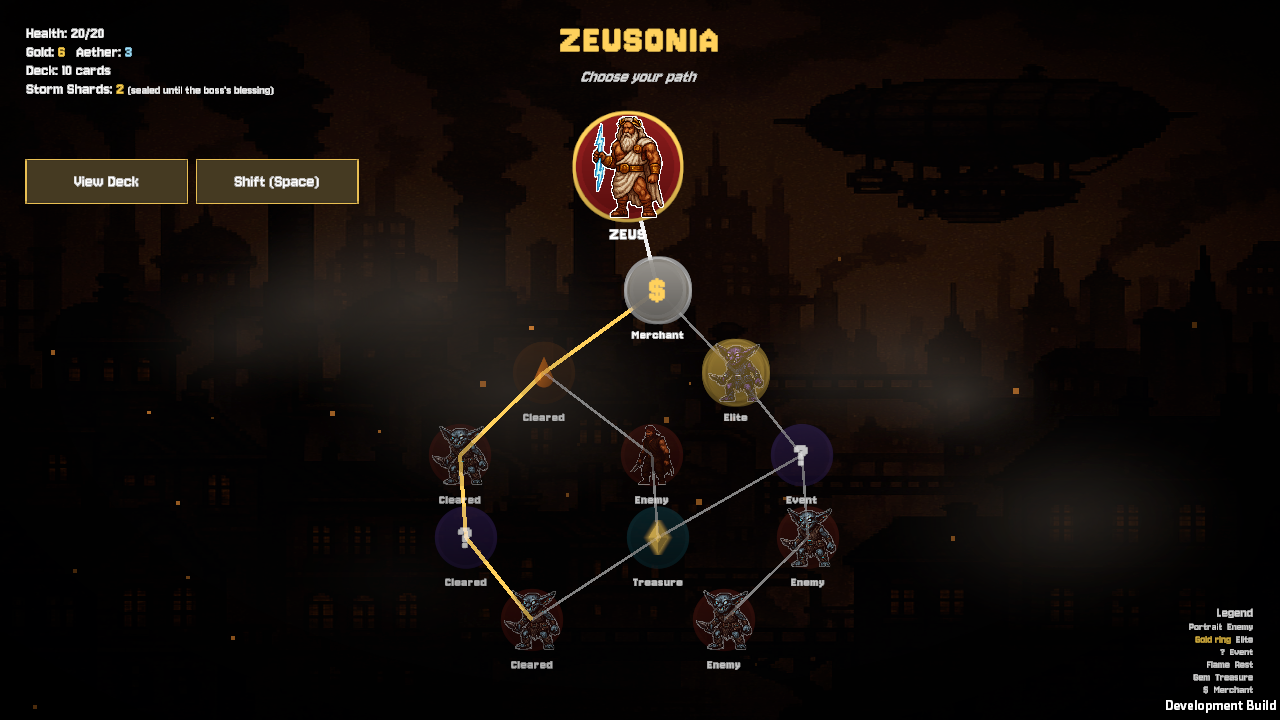 Health: 20/20
Gold: 6 Aether: 3
Deck: 10 cards
Storm Shards: 2 (sealed until the boss's blessing)
ZEUSONIA
Choose your path
View Deck
Shift (Space)
ZEUS
$
Merchant
Cleared
Elite
Cleared
Enemy
?
Event
?
Cleared
Treasure
Enemy
Cleared
Enemy
Legend
Portrait Enemy
Gold ring Elite
? Event
Flame Rest
Gem Treasure
$ Merchant
Development Build